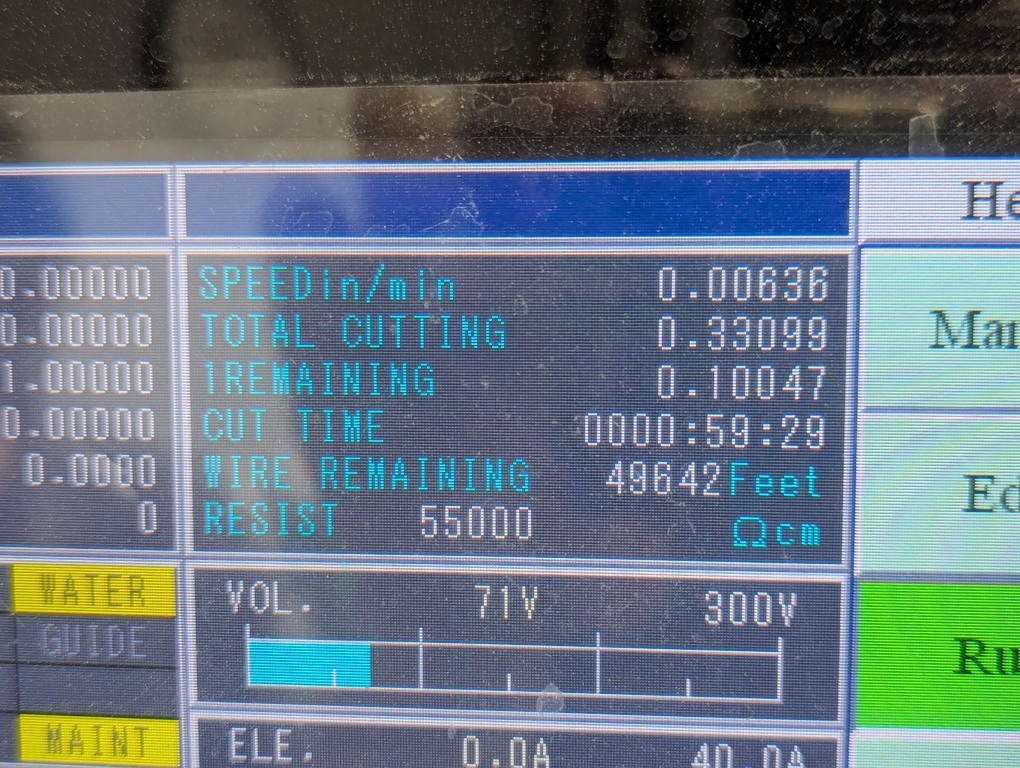 He
0.00000
0.00000
1.00000
0.00000
0.0000
0
SPEEDin/min 0.00636
TOTAL CUTTING 0.33099
1REMAINING 0.10047
CUT TIME 0000:59:29
WIRE REMAINING 49642Feet
RESIST 55000 Ωcm
Ma
Ed
Ru
WATER
GUIDE
MAINT
VOL. 71V 300V
ELE. 0.0A 40.0A